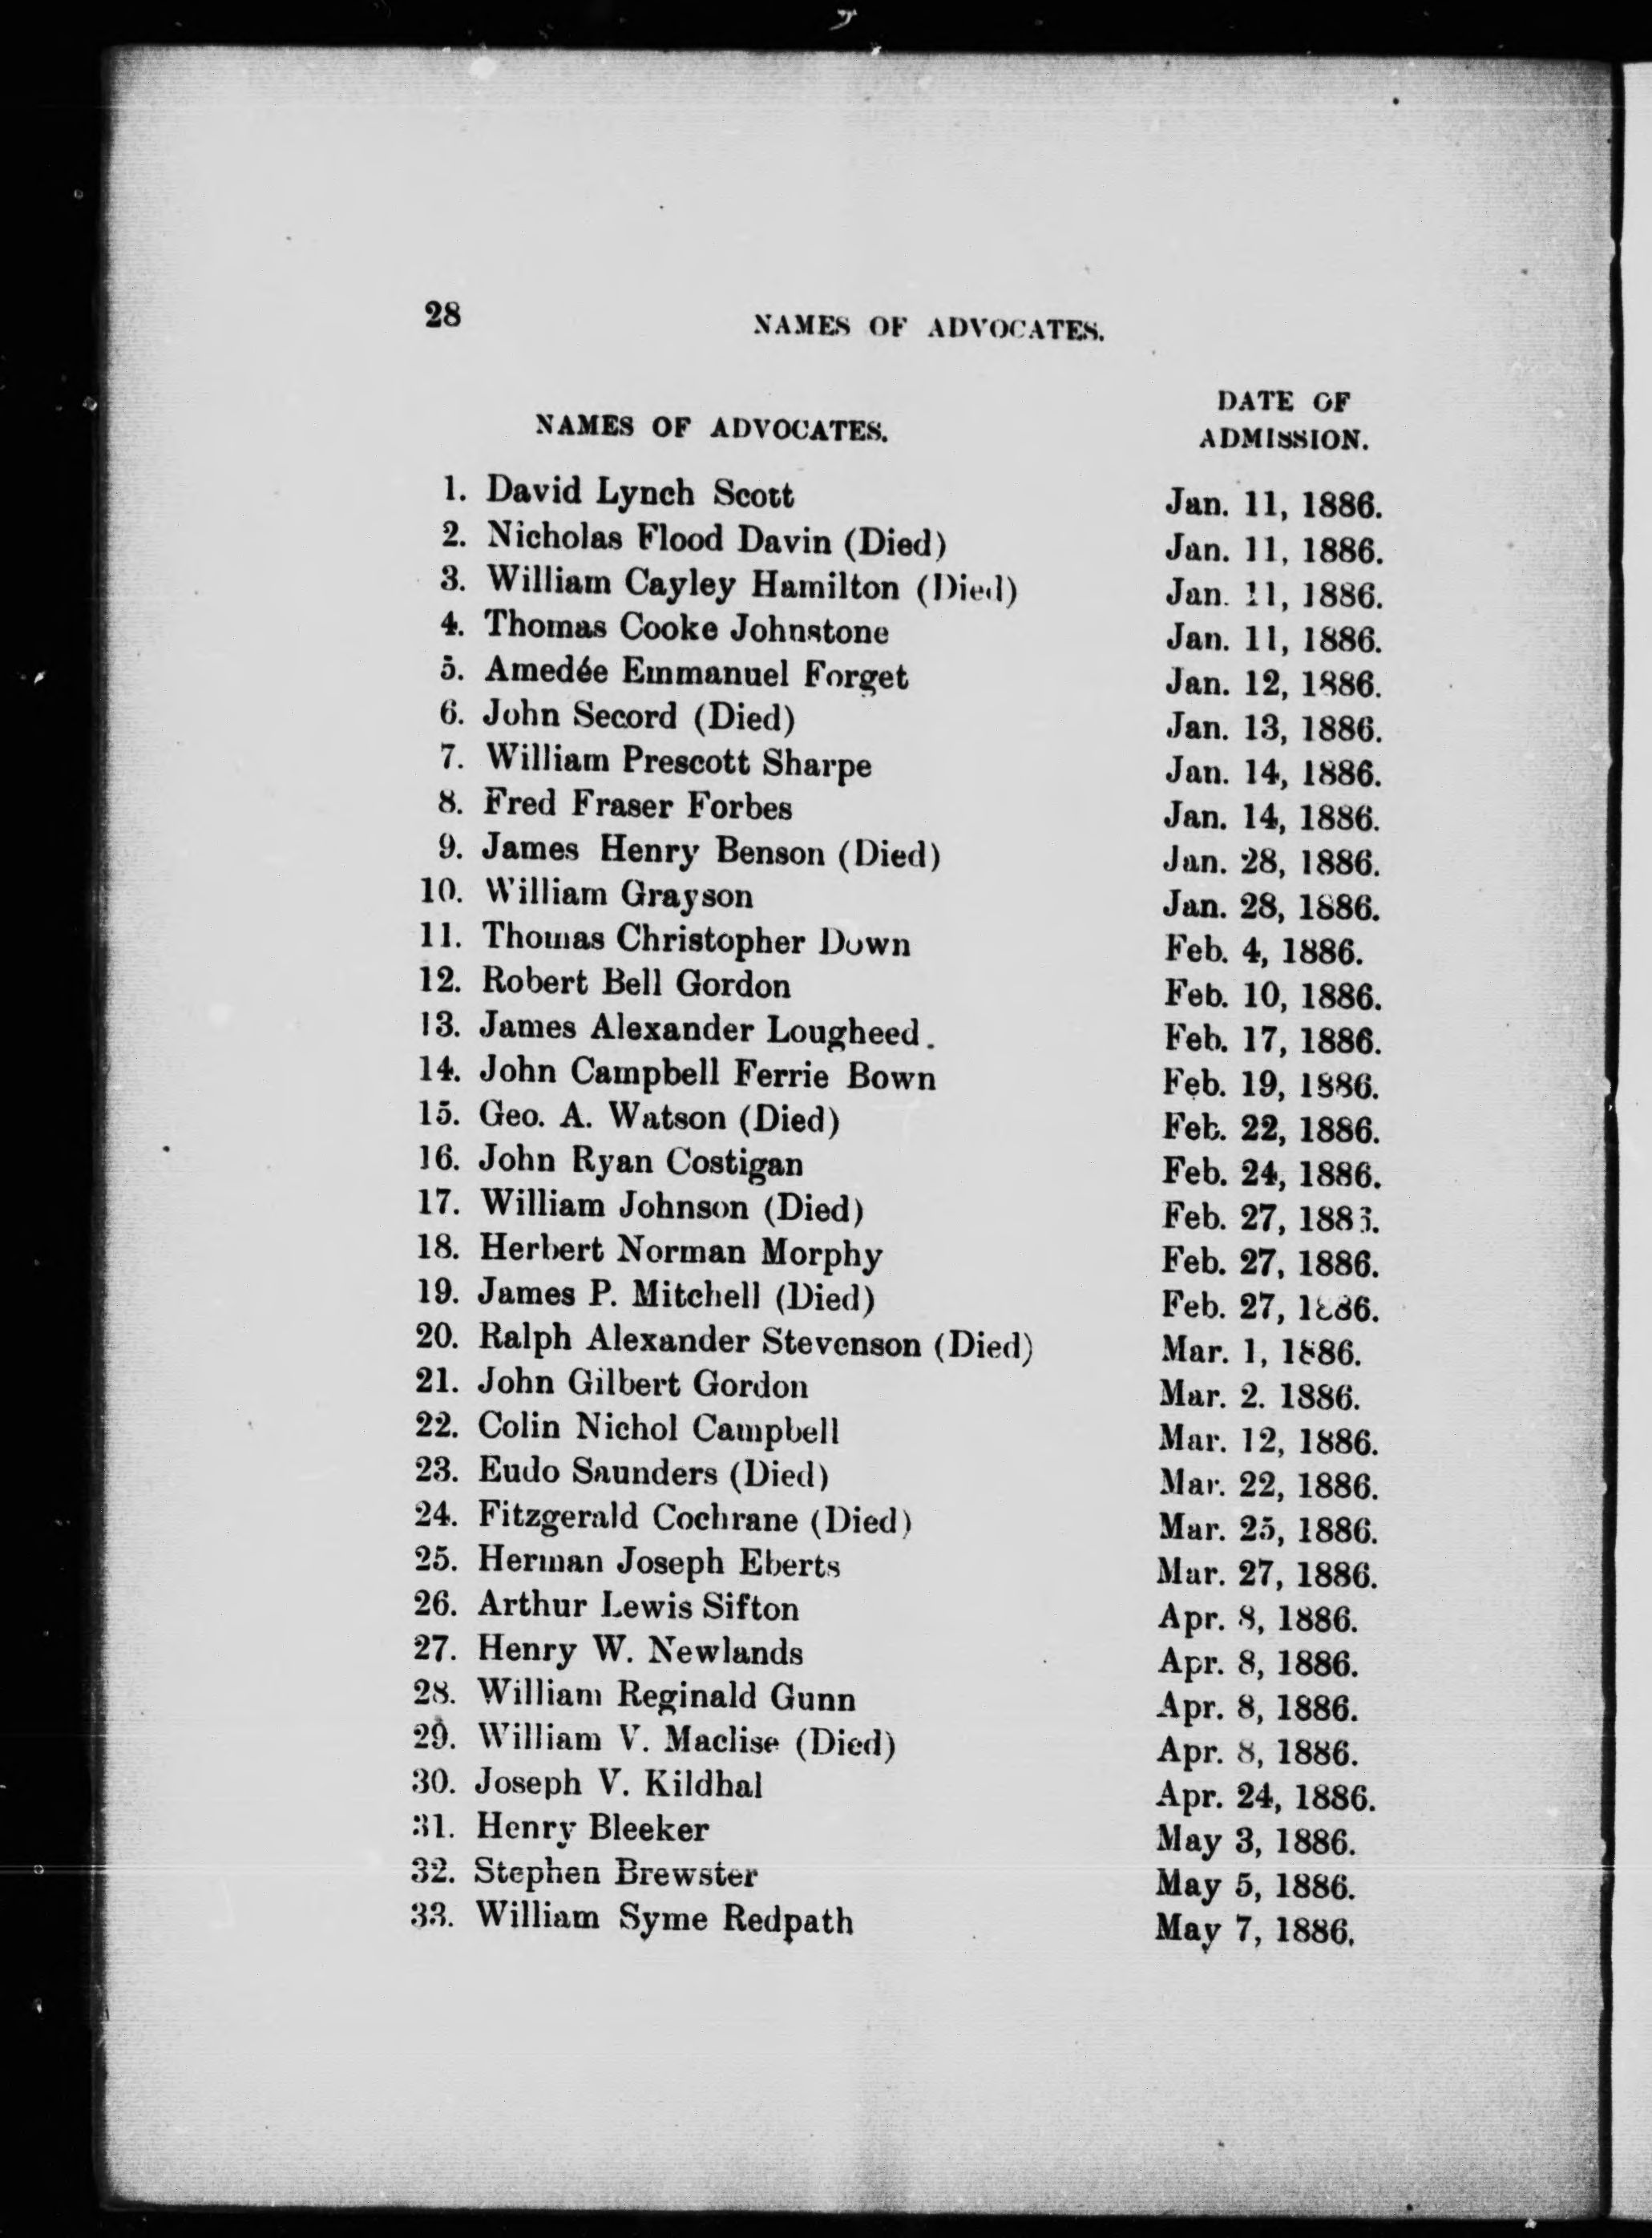 28 NAMES OF ADVOCATES.
NAMES OF ADVOCATES. DATE OF
ADMISSION.
1. David Lynch Scott Jan. 11, 1886.
2. Nicholas Flood Davin (Died) Jan. 11, 1886.
3. William Cayley Hamilton (Died) Jan. 11, 1886.
4. Thomas Cooke Johnstone Jan. 11, 1886.
5. Amedée Emmanuel Forget Jan. 12, 1886.
6. John Secord (Died) Jan. 13, 1886.
7. William Prescott Sharpe Jan. 14, 1886.
8. Fred Fraser Forbes Jan. 14, 1886.
9. James Henry Benson (Died) Jan. 28, 1886.
10. William Grayson Jan. 28, 1886.
11. Thomas Christopher Down Feb. 4, 1886.
12. Robert Bell Gordon Feb. 10, 1886.
13. James Alexander Lougheed. Feb. 17, 1886.
14. John Campbell Ferrie Bown Feb. 19, 1886.
15. Geo. A. Watson (Died) Feb. 22, 1886.
16. John Ryan Costigan Feb. 24, 1886.
17. William Johnson (Died) Feb. 27, 1886.
18. Herbert Norman Morphy Feb. 27, 1886.
19. James P. Mitchell (Died) Feb. 27, 1886.
20. Ralph Alexander Stevenson (Died) Mar. 1, 1886.
21. John Gilbert Gordon Mar. 2. 1886.
22. Colin Nichol Campbell Mar. 12, 1886.
23. Eudo Saunders (Died) Mar. 22, 1886.
24. Fitzgerald Cochrane (Died) Mar. 25, 1886.
25. Herman Joseph Eberts Mar. 27, 1886.
26. Arthur Lewis Sifton Apr. 8, 1886.
27. Henry W. Newlands Apr. 8, 1886.
28. William Reginald Gunn Apr. 8, 1886.
29. William V. Maclise (Died) Apr. 8, 1886.
30. Joseph V. Kildhal Apr. 24, 1886.
31. Henry Bleeker May 3, 1886.
32. Stephen Brewster May 5, 1886.
33. William Syme Redpath May 7, 1886.